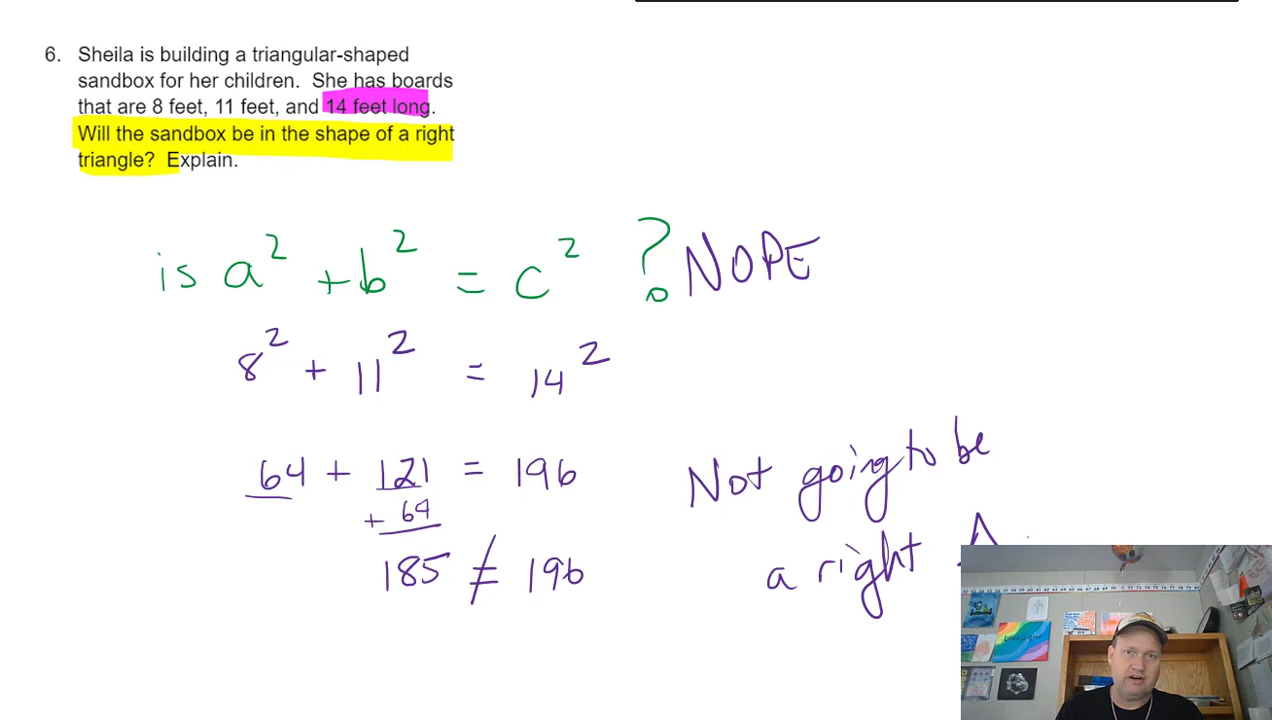 6. Sheila is building a triangular-shaped
sandbox for her children. She has boards
that are 8 feet, 11 feet, and 14 feet long.
Will the sandbox be in the shape of a right
triangle? Explain.
is a² + b² = c² ? NOPE
8² + 11² = 14²
64 + 121 = 196
+ 64
185 ≠ 196
Not going to be
a right Δ